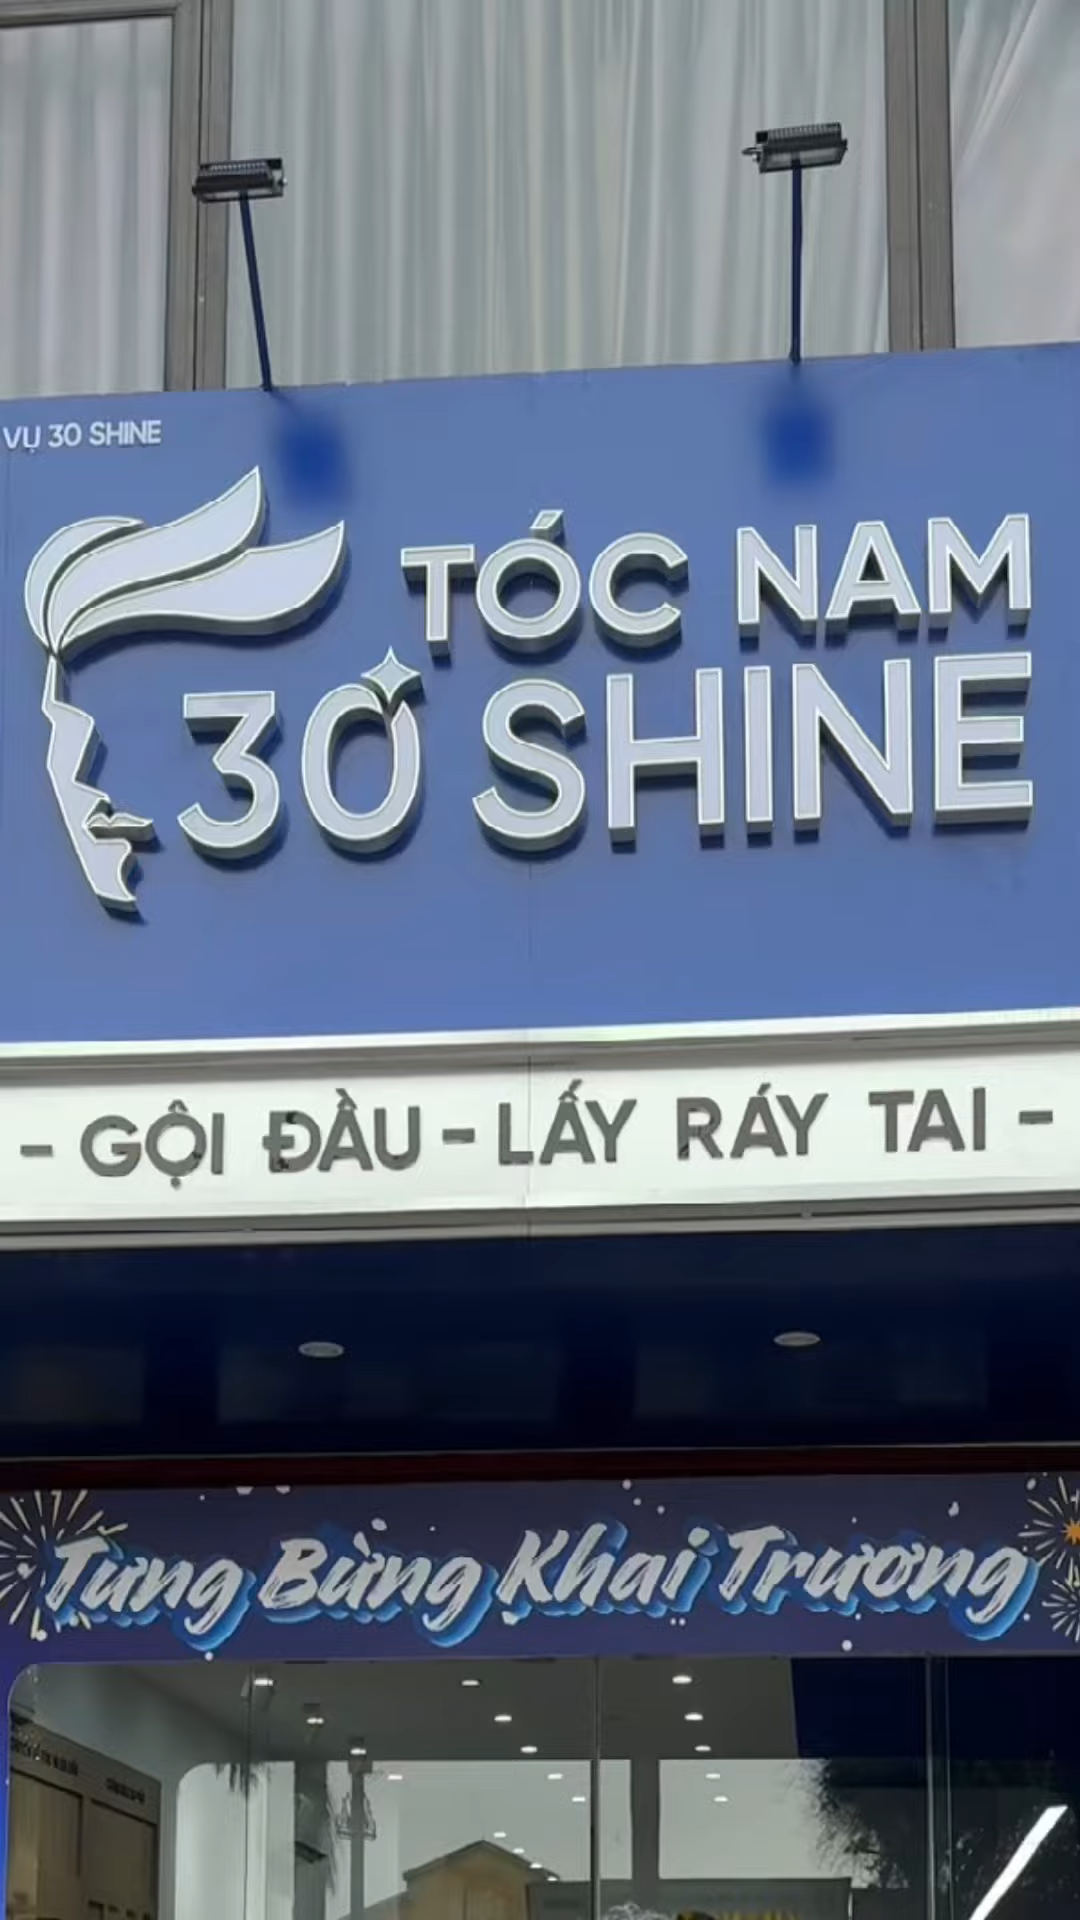 VỤ 30 SHINE
TÓC NAM
30 SHINE
- GỘI ĐẦU - LẤY RÁY TAI -
Tưng Bừng Khai Trương